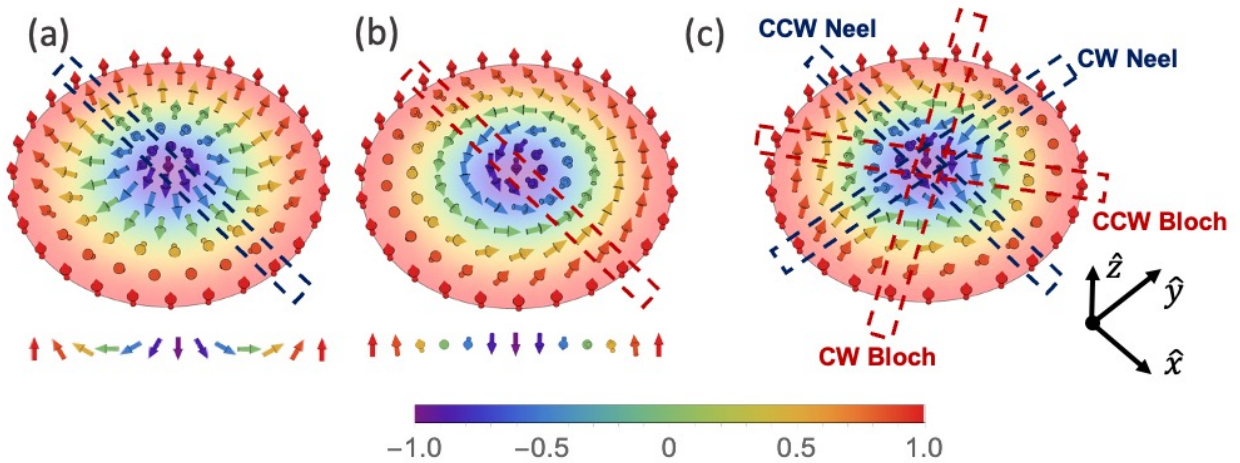 (a)
(b)
(c)
CCW Neel
CW Neel
CCW Bloch
CW Bloch
ẑ
ŷ
x̂
−1.0 −0.5 0 0.5 1.0